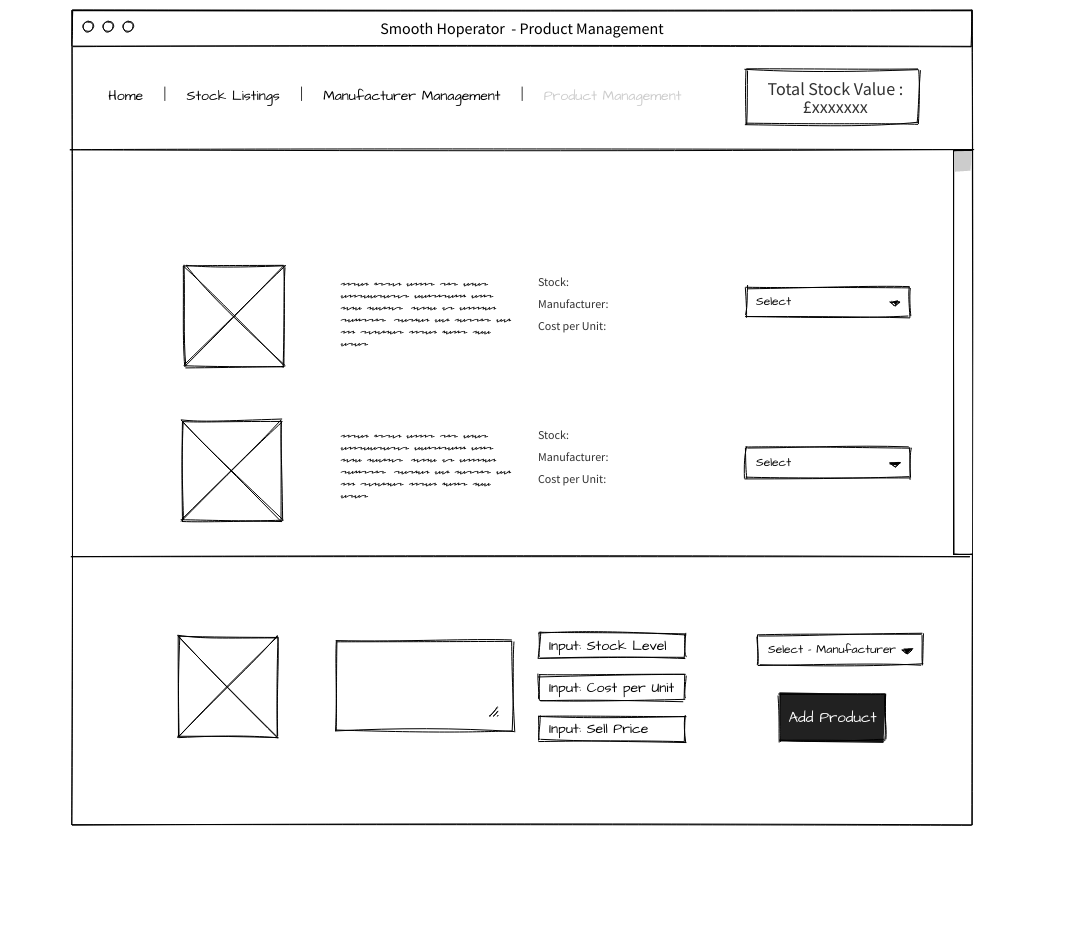 Smooth Hoperator - Product Management
Home | Stock Listings | Manufacturer Management | Product Management
Total Stock Value :
£xxxxxxx
Stock:
Manufacturer:
Cost per Unit:
Select
Stock:
Manufacturer:
Cost per Unit:
Select
Input: Stock Level
Input: Cost per Unit
Input: Sell Price
Select - Manufacturer
Add Product